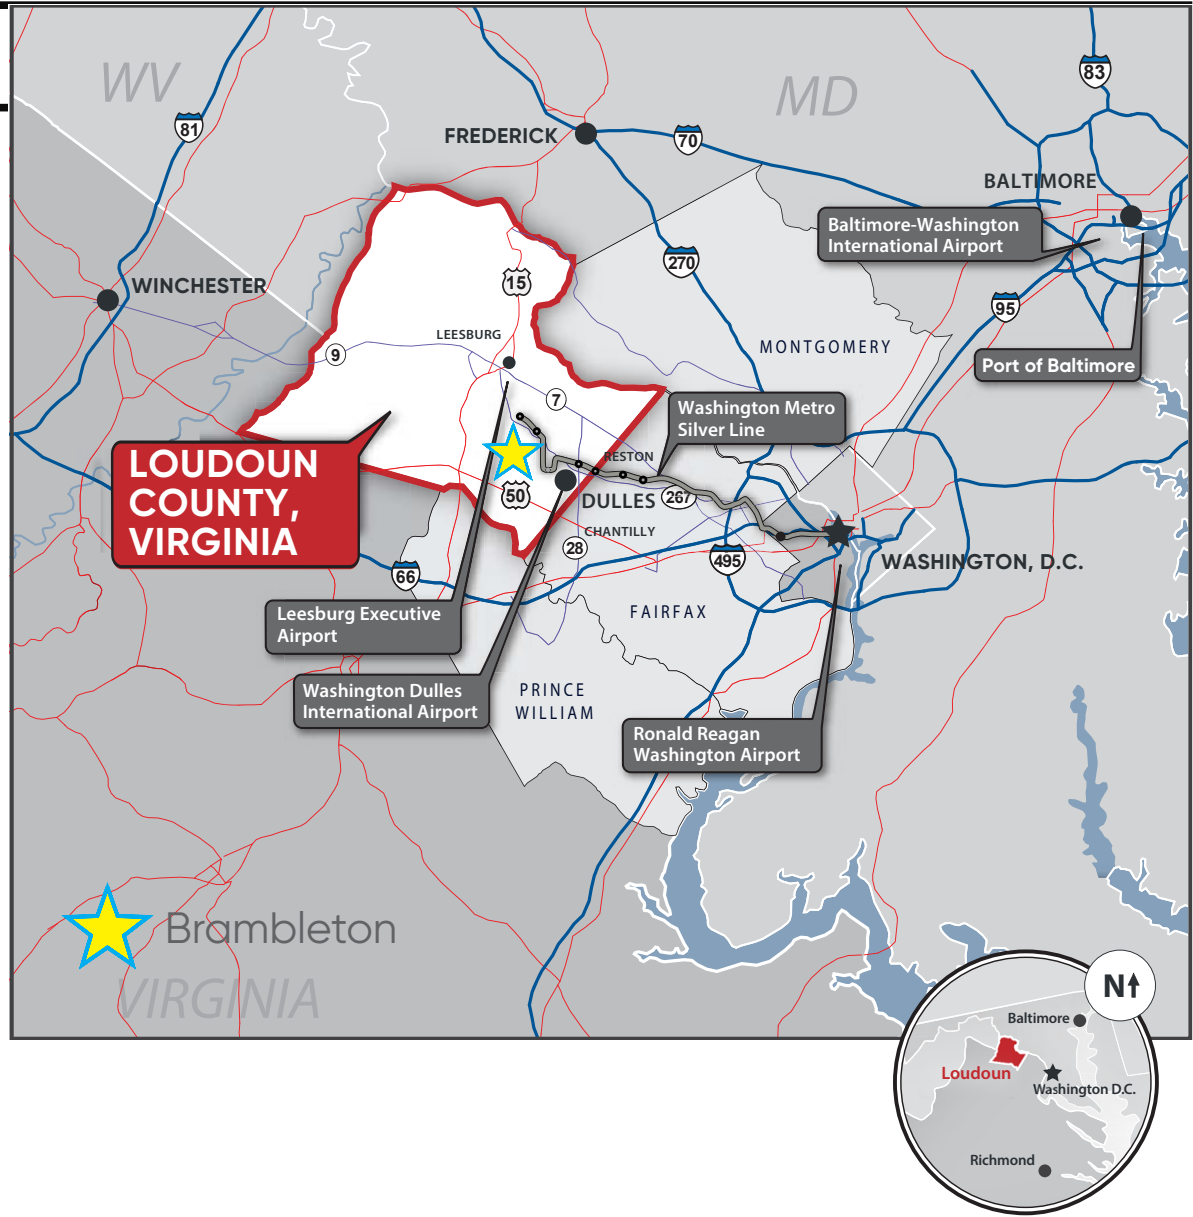 WV
MD
83
81
FREDERICK
70
BALTIMORE
Baltimore-Washington
International Airport
270
WINCHESTER
15
95
LEESBURG
9
MONTGOMERY
Port of Baltimore
7
Washington Metro
Silver Line
LOUDOUN
COUNTY,
VIRGINIA
RESTON
50
DULLES
267
CHANTILLY
28
495
WASHINGTON, D.C.
66
Leesburg Executive
Airport
FAIRFAX
Washington Dulles
International Airport
PRINCE
WILLIAM
Ronald Reagan
Washington Airport
Brambleton
VIRGINIA
N
Baltimore
Loudoun
Washington D.C.
Richmond